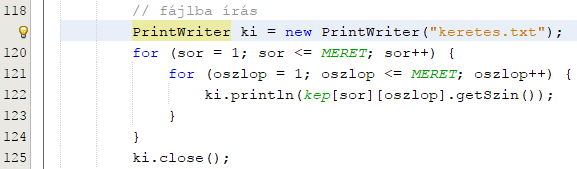 118 // fájlba írás
PrintWriter ki = new PrintWriter("keretes.txt");
120 for (sor = 1; sor <= MERET; sor++) {
121 for (oszlop = 1; oszlop <= MERET; oszlop++) {
122 ki.println(kep[sor][oszlop].getSzin());
123 }
124 }
125 ki.close();